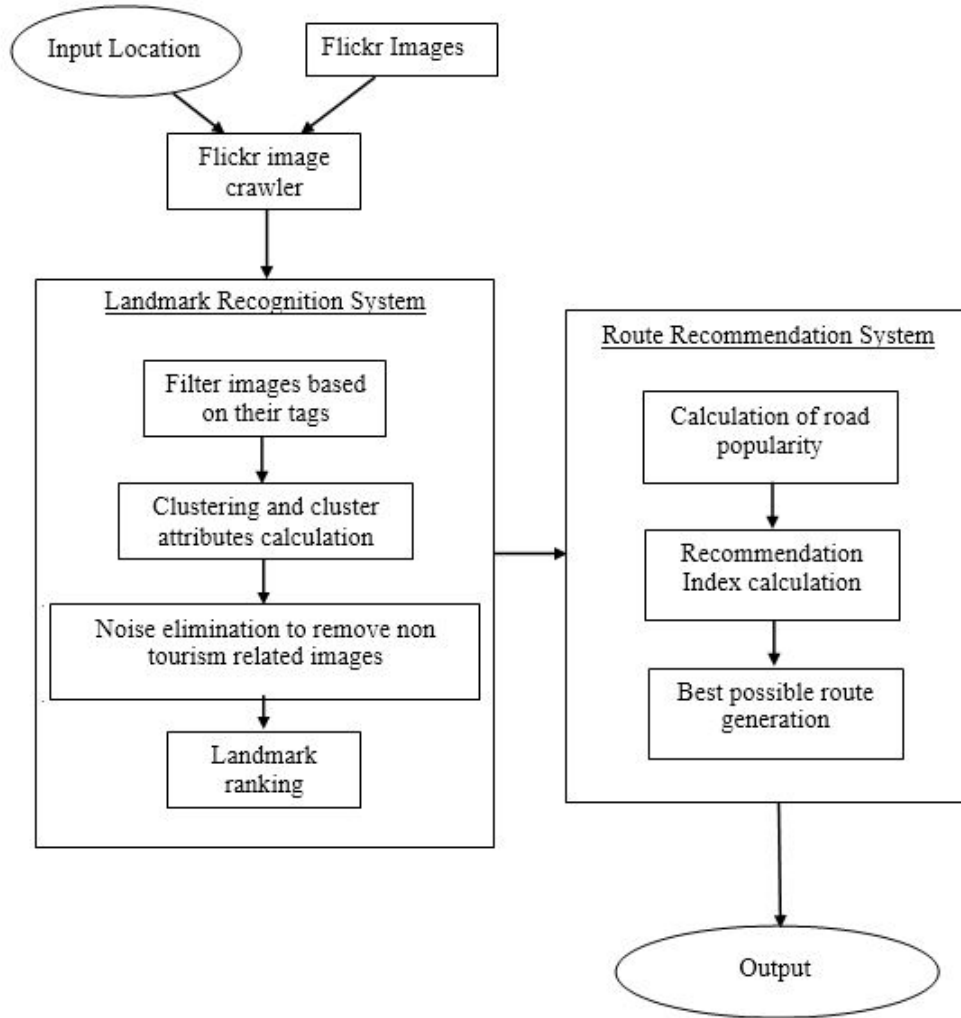 Input Location
Flickr Images
Flickr image
crawler
Landmark Recognition System
Filter images based
on their tags
Clustering and cluster
attributes calculation
Noise elimination to remove non
tourism related images
Landmark
ranking
Route Recommendation System
Calculation of road
popularity
Recommendation
Index calculation
Best possible route
generation
Output